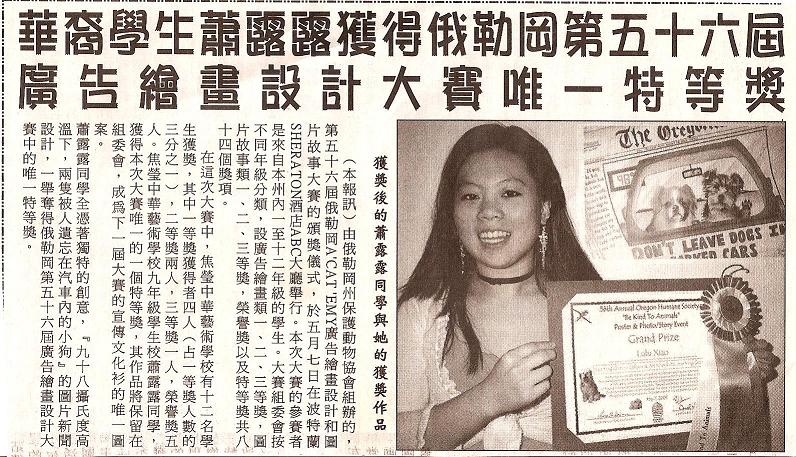 華裔學生蕭露露獲得俄勒岡第五十六屆
廣告繪畫設計大賽唯一特等獎
獲獎後的蕭露露同學與她的獲獎作品
（本報訊）由俄勒岡州保護動物協會組辦的，
第五十六屆俄勒岡ACAT'EMY廣告繪畫設計和圖
片故事大賽的頒獎儀式，於五月七日在波特蘭
SHERATON酒店ABC大廳舉行。本次大賽的參賽者
是來自本州內一至十二年級的學生。大賽組委會按
不同年級分類，設廣告繪畫類一、二、三等獎，圖
片故事類一、二、三等獎，榮譽獎以及特等獎共八
十四個獎項。
在這次大賽中，焦瑩中華藝術學校有十二名學
生獲獎，其中一等獎獲得者四人（占一等獎人數的
三分之一），二等獎兩人，三等獎一人，榮譽獎五
人。焦瑩中華藝術學校九年級學生校蕭露露同學，
獲得本次大賽唯一的一個特等獎，其作品將保留在
組委會，成爲下一屆大賽的宣傳文化衫的唯一圖
案。
蕭露露同學全憑著獨特的創意，『九十八攝氏度高
溫下，兩隻被人遺忘在汽車內的小狗』的圖片新聞
設計，一舉奪得俄勒岡第五十六屆廣告繪畫設計大
賽中的唯一特等獎。
The Oregon
DON'T LEAVE DOGS IN
PARKED CARS
56th Annual Oregon Humane Society
"Be Kind To Animals"
Poster & Photo/Story Event
Grand Prize
Lulu Xiao
May 7, 2006